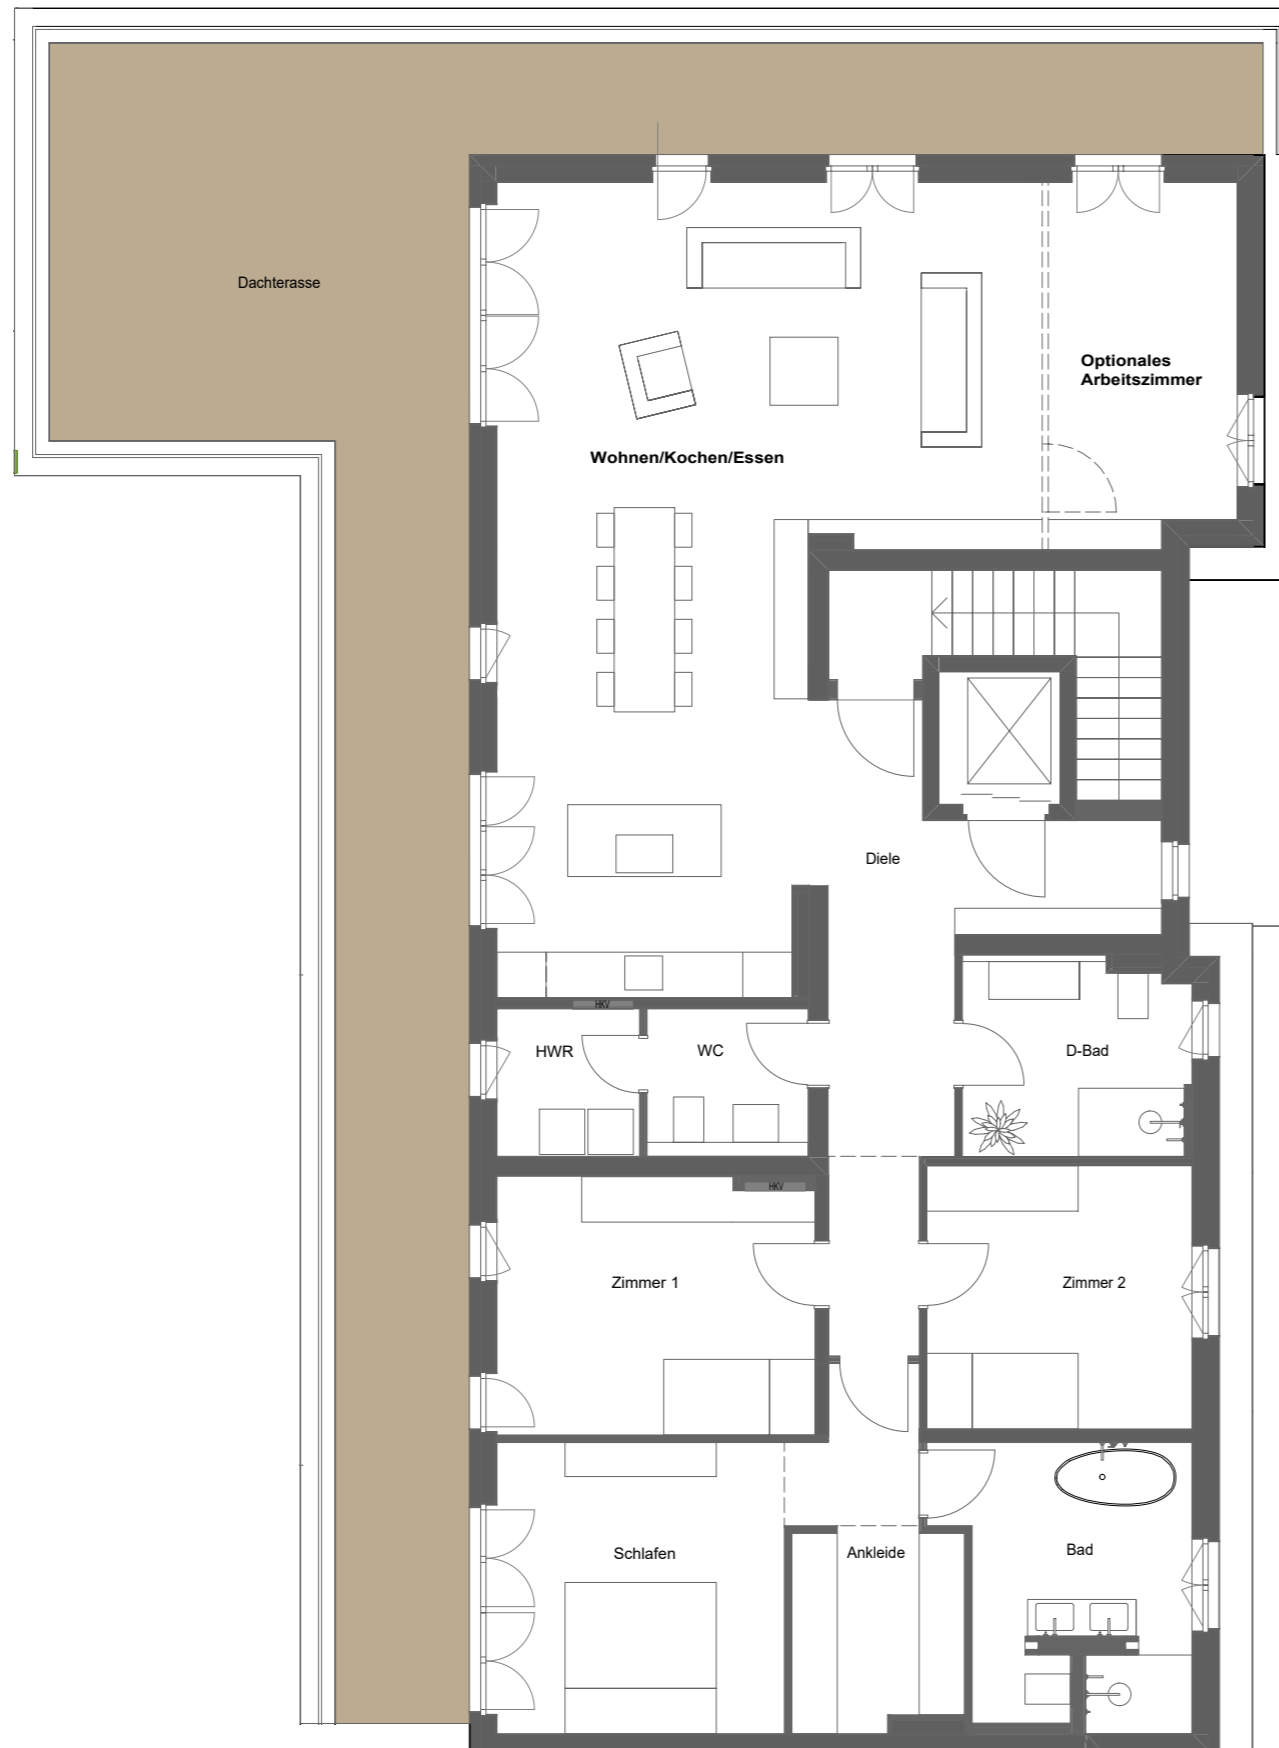 Dachterasse
Optionales
Arbeitszimmer
Wohnen/Kochen/Essen
Diele
HKV
HWR
WC
D-Bad
HKV
Zimmer 1
Zimmer 2
Schlafen
Ankleide
Bad